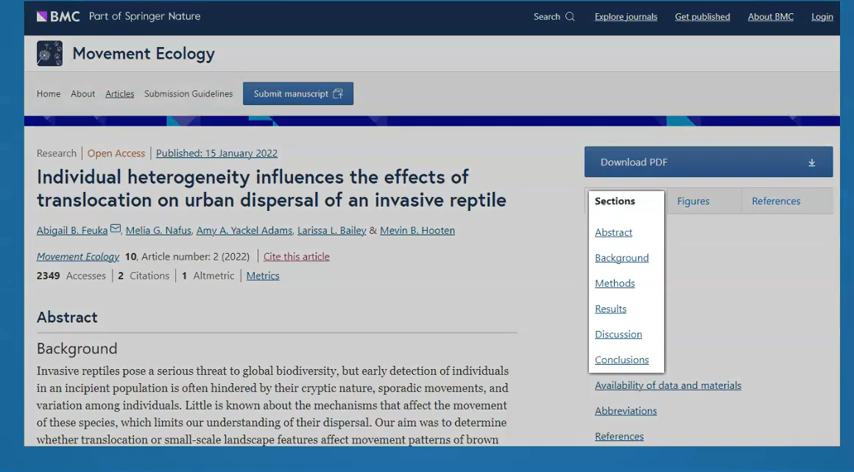 BMC Part of Springer Nature
Search Explore journals Get published About BMC Login
Movement Ecology
Home About Articles Submission Guidelines Submit manuscript
Research | Open Access | Published: 15 January 2022
Individual heterogeneity influences the effects of
translocation on urban dispersal of an invasive reptile
Abigail B. Feuka, Melia G. Nafus, Amy A. Yackel Adams, Larissa L. Bailey & Mevin B. Hooten
Movement Ecology 10, Article number: 2 (2022) | Cite this article
2349 Accesses | 2 Citations | 1 Altmetric | Metrics
Abstract
Background
Invasive reptiles pose a serious threat to global biodiversity, but early detection of individuals
in an incipient population is often hindered by their cryptic nature, sporadic movements, and
variation among individuals. Little is known about the mechanisms that affect the movement
of these species, which limits our understanding of their dispersal. Our aim was to determine
whether translocation or small-scale landscape features affect movement patterns of brown
Download PDF
Sections Figures References
Abstract
Background
Methods
Results
Discussion
Conclusions
Availability of data and materials
Abbreviations
References